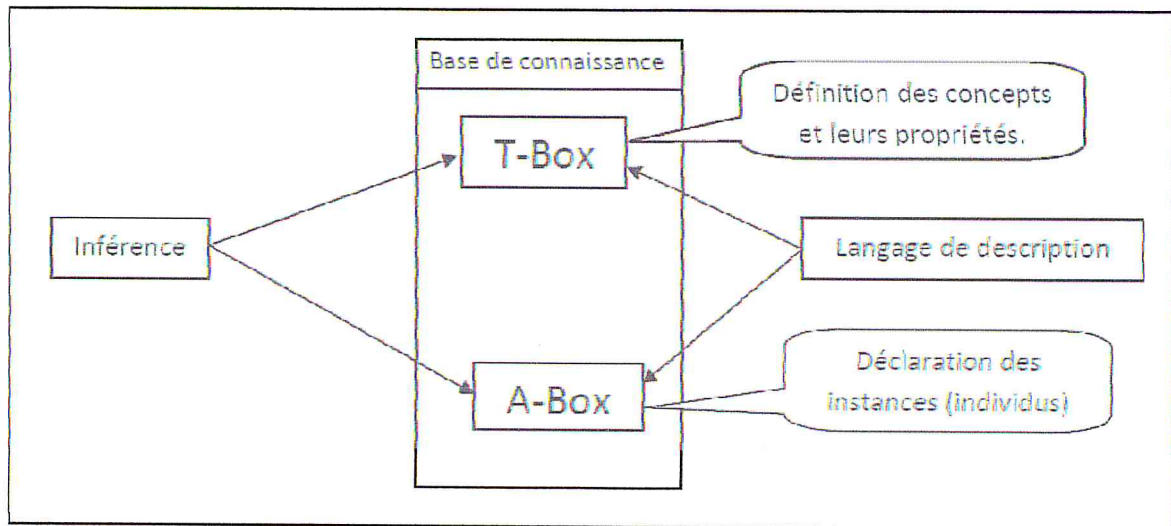 Base de connaissance
Définition des concepts
et leurs propriétés.
T-Box
Inférence
Langage de description
A-Box
Déclaration des
instances (individus)